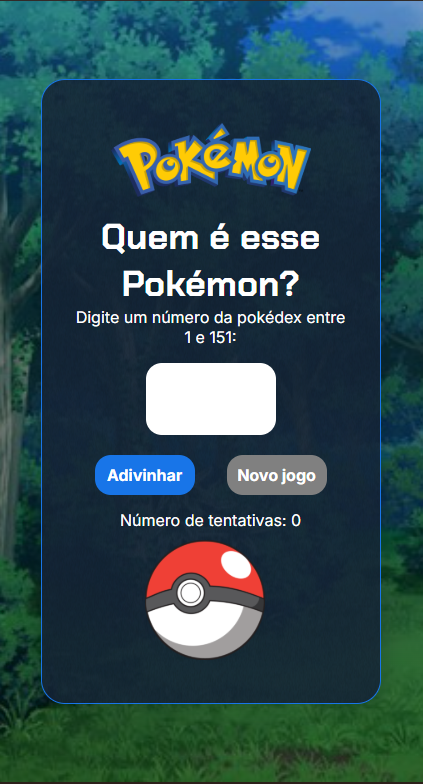 POKéMON
Quem é esse
Pokémon?
Digite um número da pokédex entre
1 e 151:
Adivinhar Novo jogo
Número de tentativas: 0